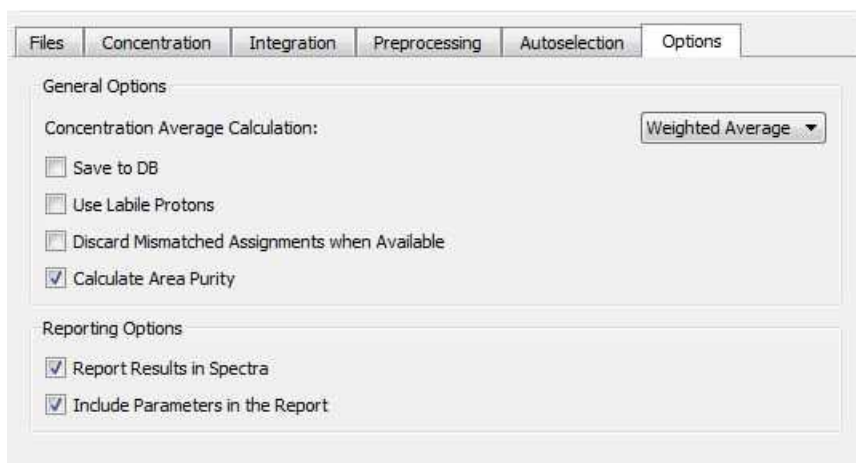 Files Concentration Integration Preprocessing Autoselection Options
General Options
Concentration Average Calculation: Weighted Average
Save to DB
Use Labile Protons
Discard Mismatched Assignments when Available
Calculate Area Purity
Reporting Options
Report Results in Spectra
Include Parameters in the Report